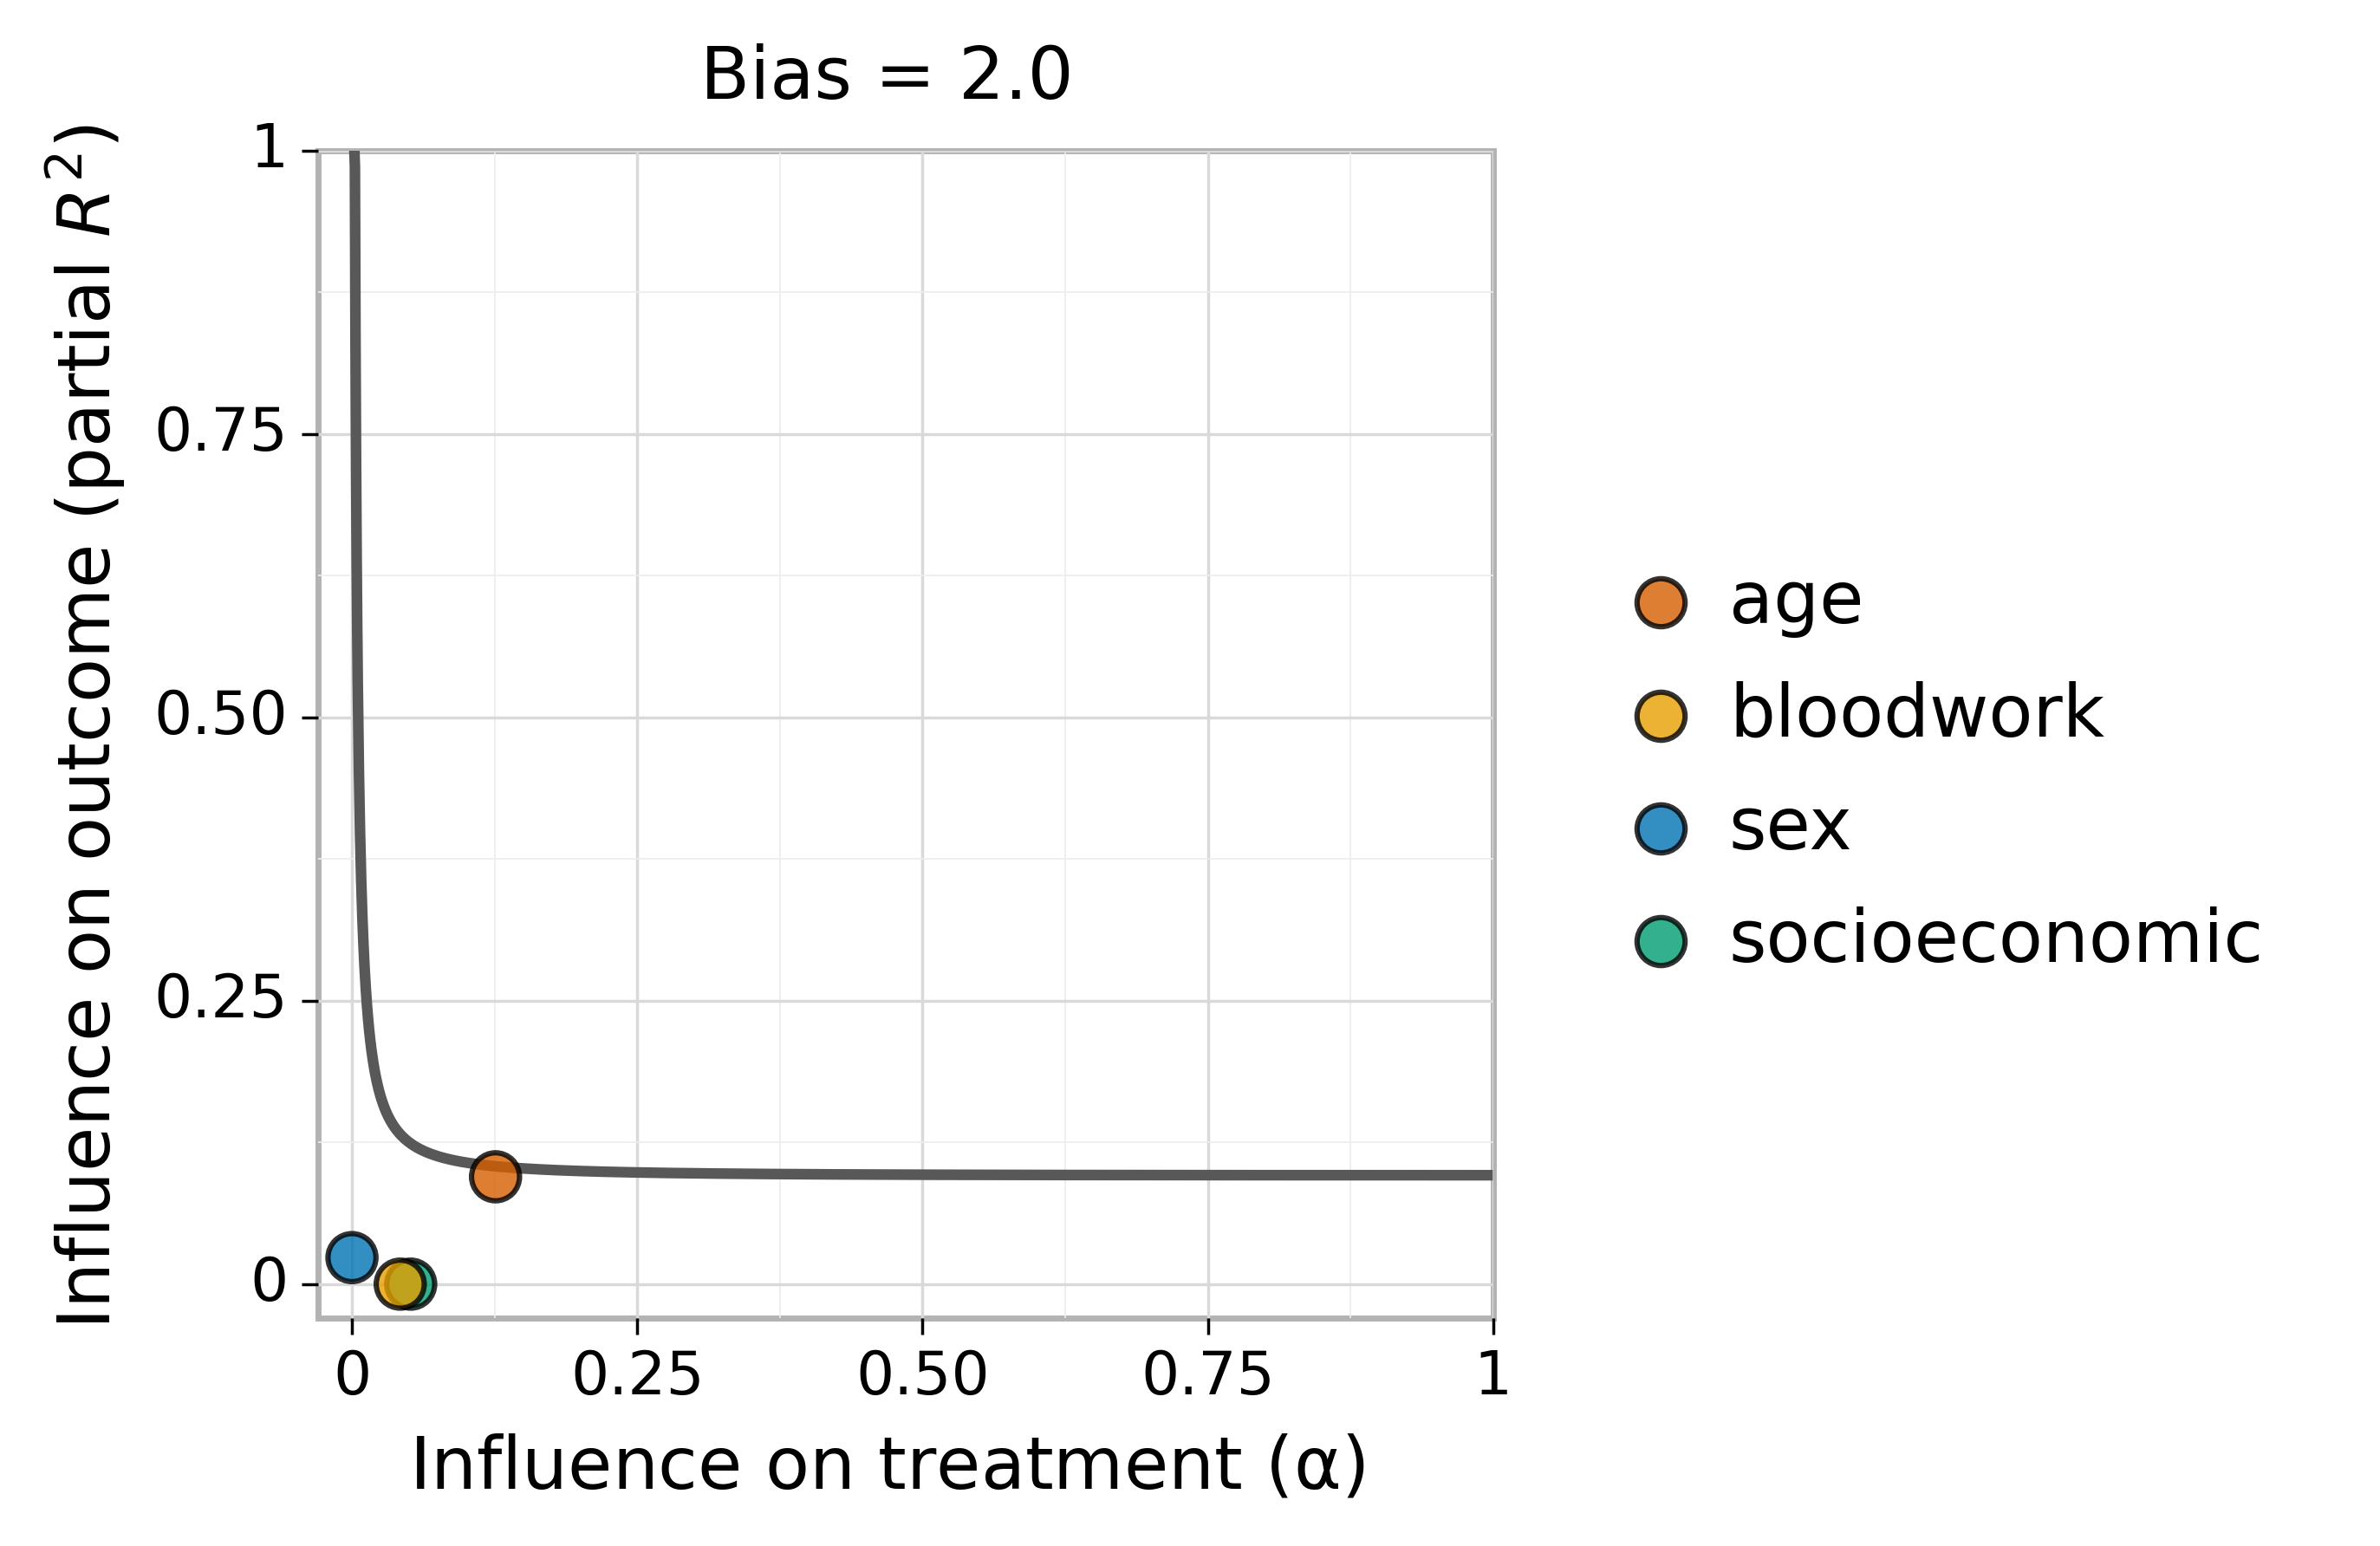 Bias = 2.0
Influence on outcome (partial R²)
1
0.75
0.50
0.25
0
0
0.25
0.50
0.75
1
Influence on treatment (α)
age
bloodwork
sex
socioeconomic